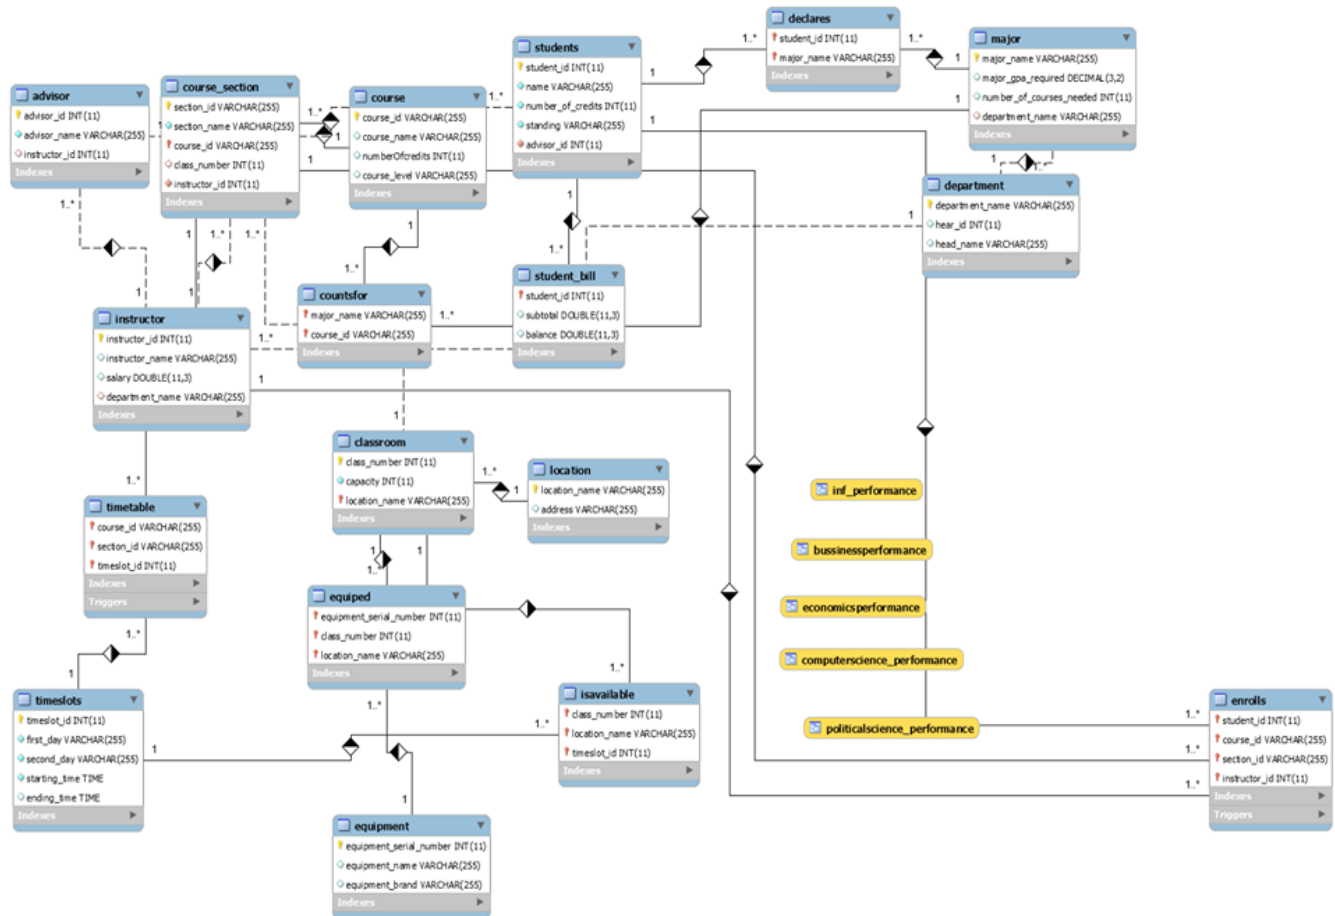 declares
student_id INT(11)
major_name VARCHAR(255)
Indexes
major
major_name VARCHAR(255)
major_gpa_required DECIMAL(3,2)
number_of_courses_needed INT(11)
department_name VARCHAR(255)
Indexes
students
student_id INT(11)
name VARCHAR(255)
number_of_credits INT(11)
standing VARCHAR(255)
advisor_id INT(11)
Indexes
advisor
advisor_id INT(11)
advisor_name VARCHAR(255)
instructor_id INT(11)
Indexes
course_section
section_id VARCHAR(255)
section_name VARCHAR(255)
course_id VARCHAR(255)
class_number INT(11)
instructor_id INT(11)
Indexes
course
course_id VARCHAR(255)
course_name VARCHAR(255)
numberOfcredits INT(11)
course_level VARCHAR(255)
Indexes
department
department_name VARCHAR(255)
hear_id INT(11)
head_name VARCHAR(255)
Indexes
student_bill
student_id INT(11)
subtotal DOUBLE(11,3)
balance DOUBLE(11,3)
Indexes
countsfor
major_name VARCHAR(255)
course_id VARCHAR(255)
Indexes
instructor
instructor_id INT(11)
instructor_name VARCHAR(255)
salary DOUBLE(11,3)
department_name VARCHAR(255)
Indexes
classroom
class_number INT(11)
capacity INT(11)
location_name VARCHAR(255)
Indexes
location
location_name VARCHAR(255)
address VARCHAR(255)
Indexes
timetable
course_id VARCHAR(255)
section_id VARCHAR(255)
timeslot_id INT(11)
Indexes
Triggers
equiped
equipment_serial_number INT(11)
class_number INT(11)
location_name VARCHAR(255)
Indexes
inf_performance
bussinessperformance
economicsperformance
computerscience_performance
politicalscience_performance
timeslots
timeslot_id INT(11)
first_day VARCHAR(255)
second_day VARCHAR(255)
starting_time TIME
ending_time TIME
Indexes
isavailable
class_number INT(11)
location_name VARCHAR(255)
timeslot_id INT(11)
Indexes
enrolls
student_id INT(11)
course_id VARCHAR(255)
section_id VARCHAR(255)
instructor_id INT(11)
Indexes
Triggers
equipment
equipment_serial_number INT(11)
equipment_name VARCHAR(255)
equipment_brand VARCHAR(255)
Indexes